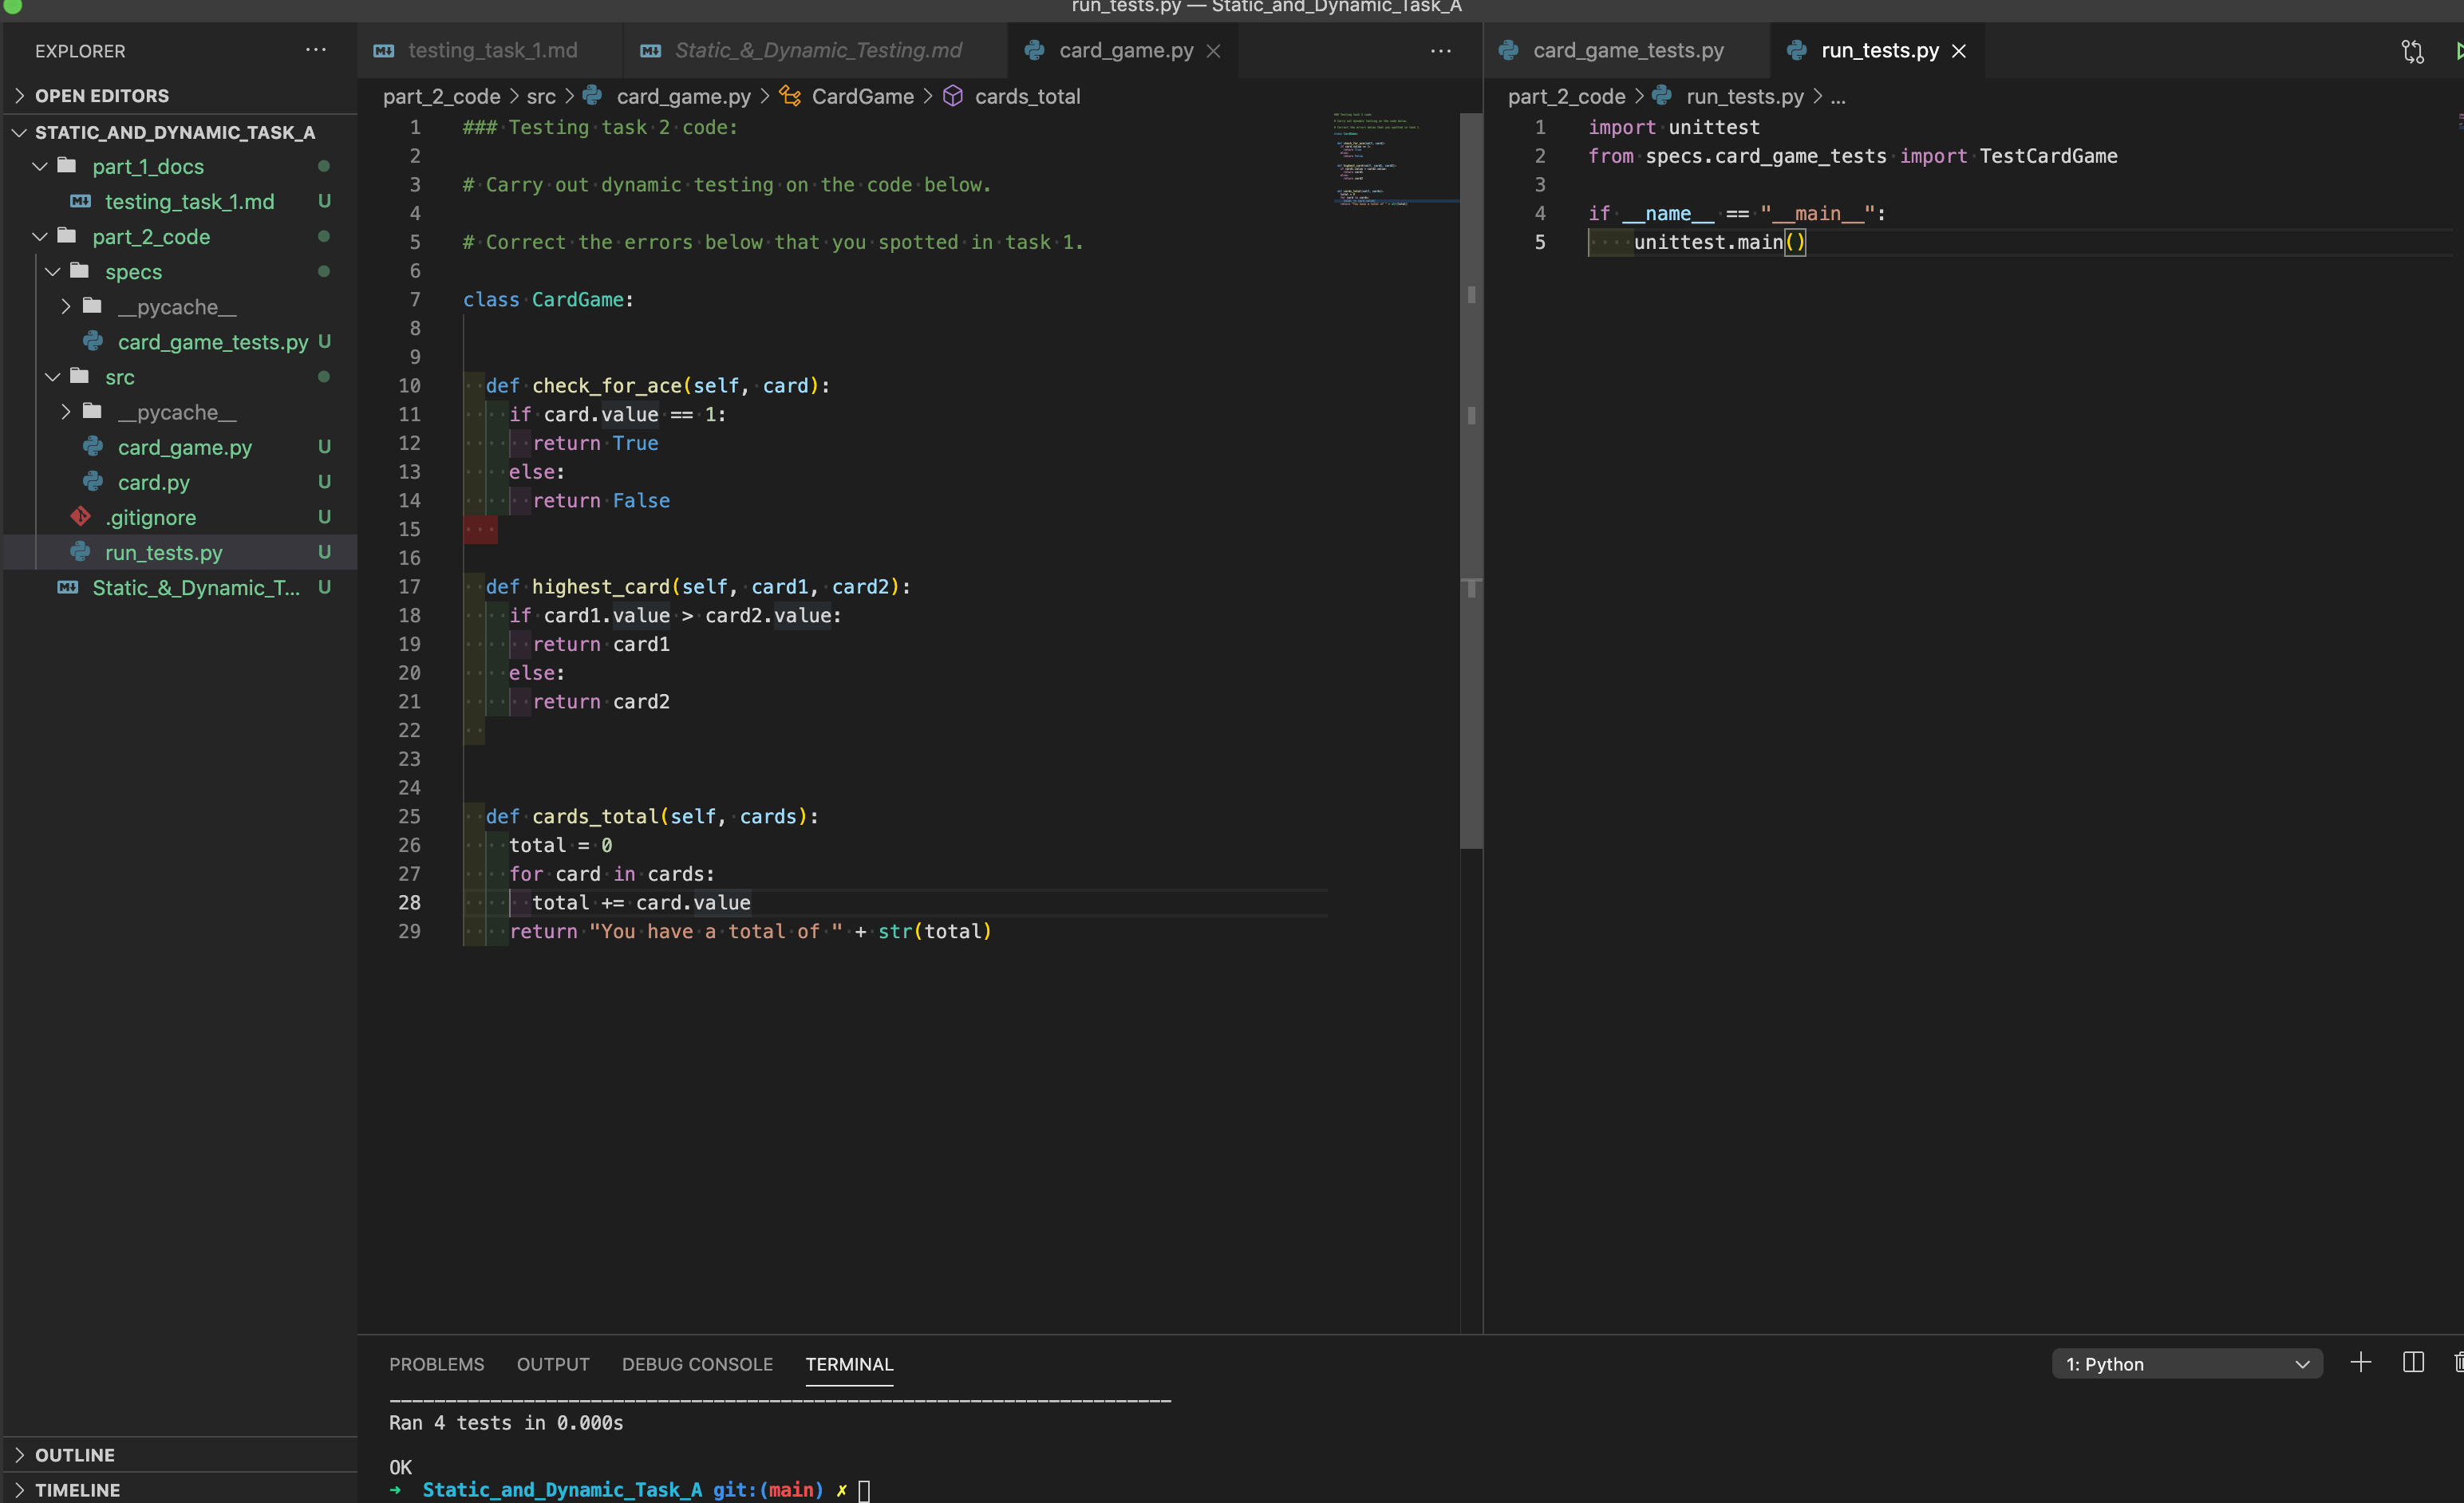 run_tests.py — Static_and_Dynamic_Task_A
EXPLORER
OPEN EDITORS
STATIC_AND_DYNAMIC_TASK_A
part_1_docs
testing_task_1.md U
part_2_code
specs
__pycache__
card_game_tests.py U
src
__pycache__
card_game.py U
card.py U
.gitignore U
run_tests.py U
Static_&_Dynamic_T... U
OUTLINE
TIMELINE
testing_task_1.md
Static_&_Dynamic_Testing.md
card_game.py
part_2_code > src > card_game.py > CardGame > cards_total
1 ### Testing task 2 code:
2
3 # Carry out dynamic testing on the code below.
4
5 # Correct the errors below that you spotted in task 1.
6
7 class CardGame:
8
9
10   def check_for_ace(self, card):
11     if card.value == 1:
12       return True
13     else:
14       return False
15
16
17   def highest_card(self, card1, card2):
18     if card1.value > card2.value:
19       return card1
20     else:
21       return card2
22
23
24
25   def cards_total(self, cards):
26     total = 0
27     for card in cards:
28       total += card.value
29     return "You have a total of " + str(total)
card_game_tests.py
run_tests.py
part_2_code > run_tests.py > ...
1 import unittest
2 from specs.card_game_tests import TestCardGame
3
4 if __name__ == "__main__":
5     unittest.main()
PROBLEMS OUTPUT DEBUG CONSOLE TERMINAL
1: Python
----------------------------------------------------------------------
Ran 4 tests in 0.000s
OK
➜ Static_and_Dynamic_Task_A git:(main) ✗